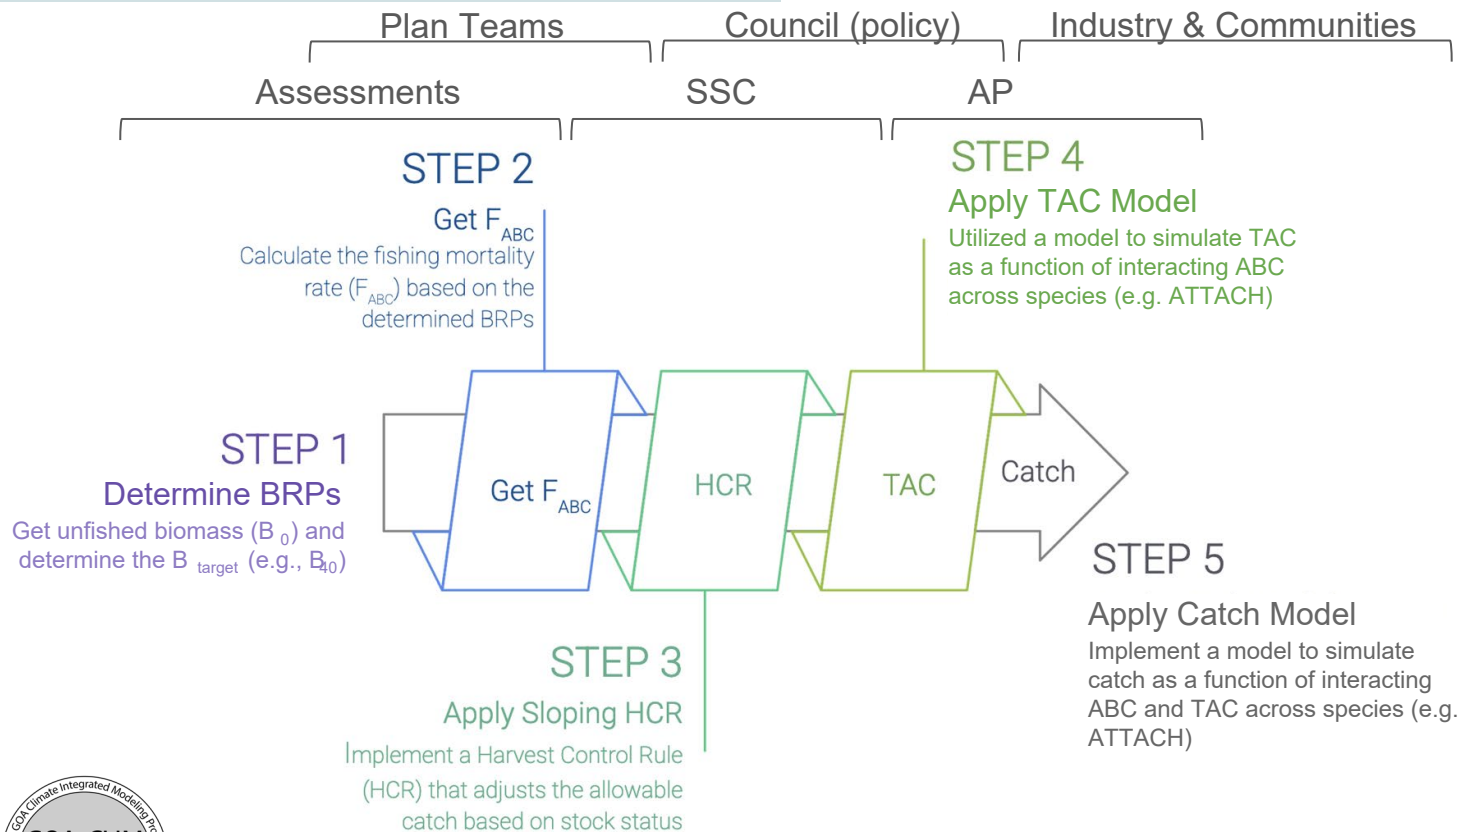 Plan Teams
Council (policy)
Industry & Communities
Assessments
SSC
AP
STEP 2
Get F ABC
Calculate the fishing mortality
rate (F ABC) based on the
determined BRPs
STEP 4
Apply TAC Model
Utilized a model to simulate TAC
as a function of interacting ABC
across species (e.g. ATTACH)
STEP 1
Determine BRPs
Get unfished biomass (B 0) and
determine the B target (e.g., B40)
Get F ABC
HCR
TAC
Catch
STEP 5
Apply Catch Model
Implement a model to simulate
catch as a function of interacting
ABC and TAC across species (e.g.
ATTACH)
STEP 3
Apply Sloping HCR
Implement a Harvest Control Rule
(HCR) that adjusts the allowable
catch based on stock status
GOA Climate Integrated Modeling